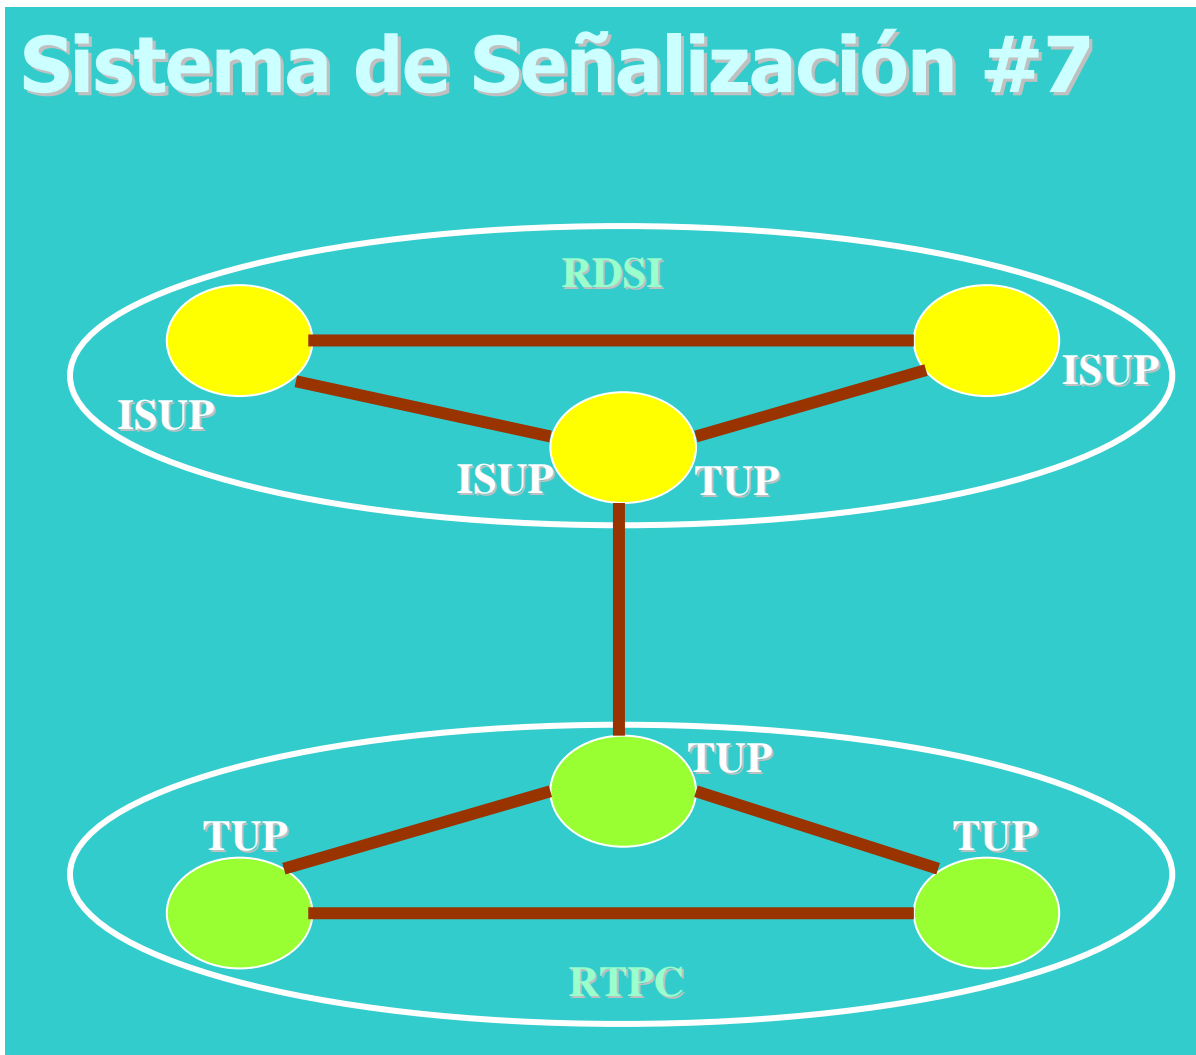 Sistema de Señalización #7
RDSI
ISUP
ISUP
ISUP
TUP
TUP
TUP
TUP
RTPC